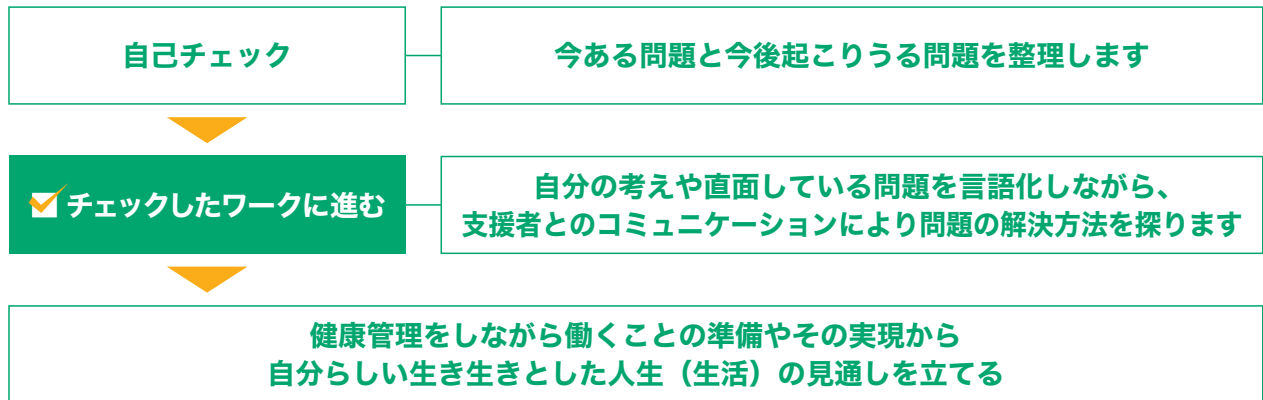 自己チェック
今ある問題と今後起こりうる問題を整理します
チェックしたワークに進む
自分の考えや直面している問題を言語化しながら、
支援者とのコミュニケーションにより問題の解決方法を探ります
健康管理をしながら働くことの準備やその実現から
自分らしい生き生きとした人生（生活）の見通しを立てる